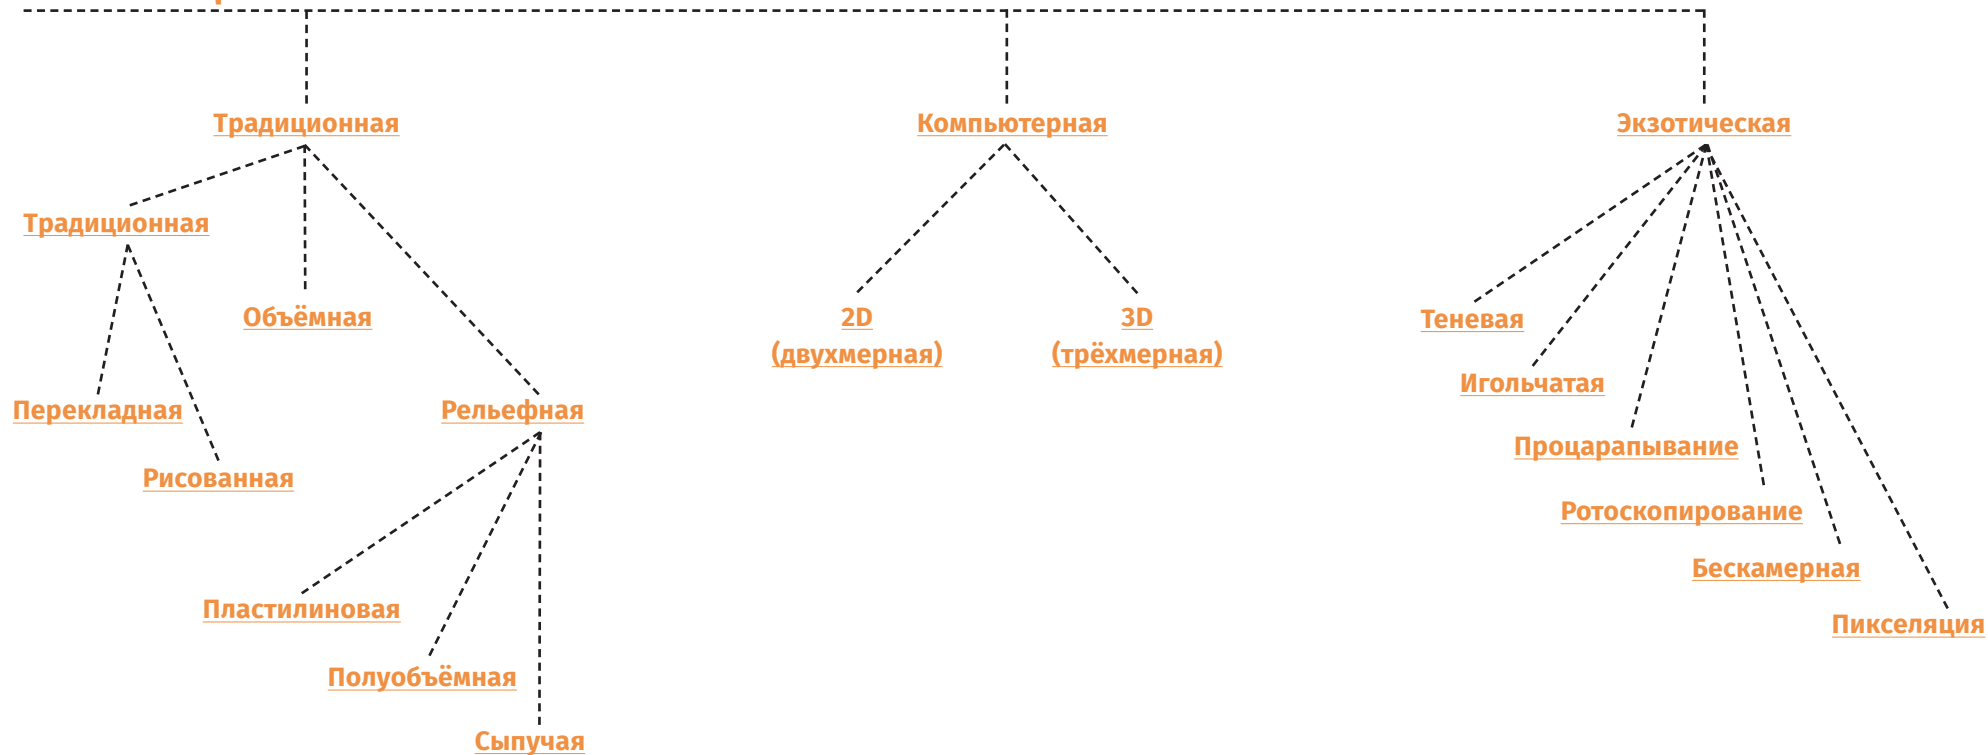 Традиционная
Компьютерная
Экзотическая
Традиционная
Объёмная
2D
(двухмерная)
3D
(трёхмерная)
Теневая
Игольчатая
Перекладная
Рельефная
Процарапывание
Рисованная
Ротоскопирование
Бескамерная
Пластилиновая
Пикселяция
Полуобъёмная
Сыпучая